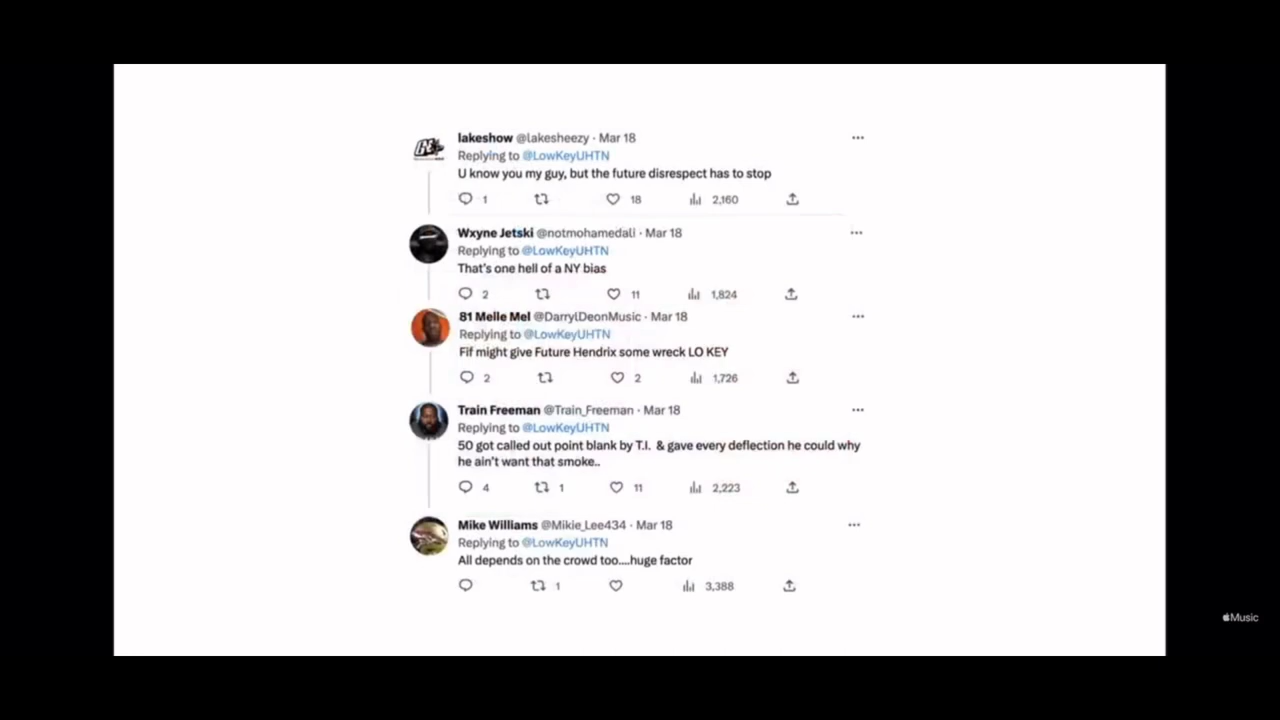 lakeshow @lakesheezy · Mar 18
Replying to @LowKeyUHTN
U know you my guy, but the future disrespect has to stop
1 18 2,160
Wxyne Jetski @notmohamedali · Mar 18
Replying to @LowKeyUHTN
That's one hell of a NY bias
2 11 1,824
81 Melle Mel @DarrylDeonMusic · Mar 18
Replying to @LowKeyUHTN
Fif might give Future Hendrix some wreck LO KEY
2 2 1,726
Train Freeman @Train_Freeman · Mar 18
Replying to @LowKeyUHTN
50 got called out point blank by T.I. & gave every deflection he could why
he ain't want that smoke..
4 1 11 2,223
Mike Williams @Mikie_Lee434 · Mar 18
Replying to @LowKeyUHTN
All depends on the crowd too....huge factor
1 3,388
Music